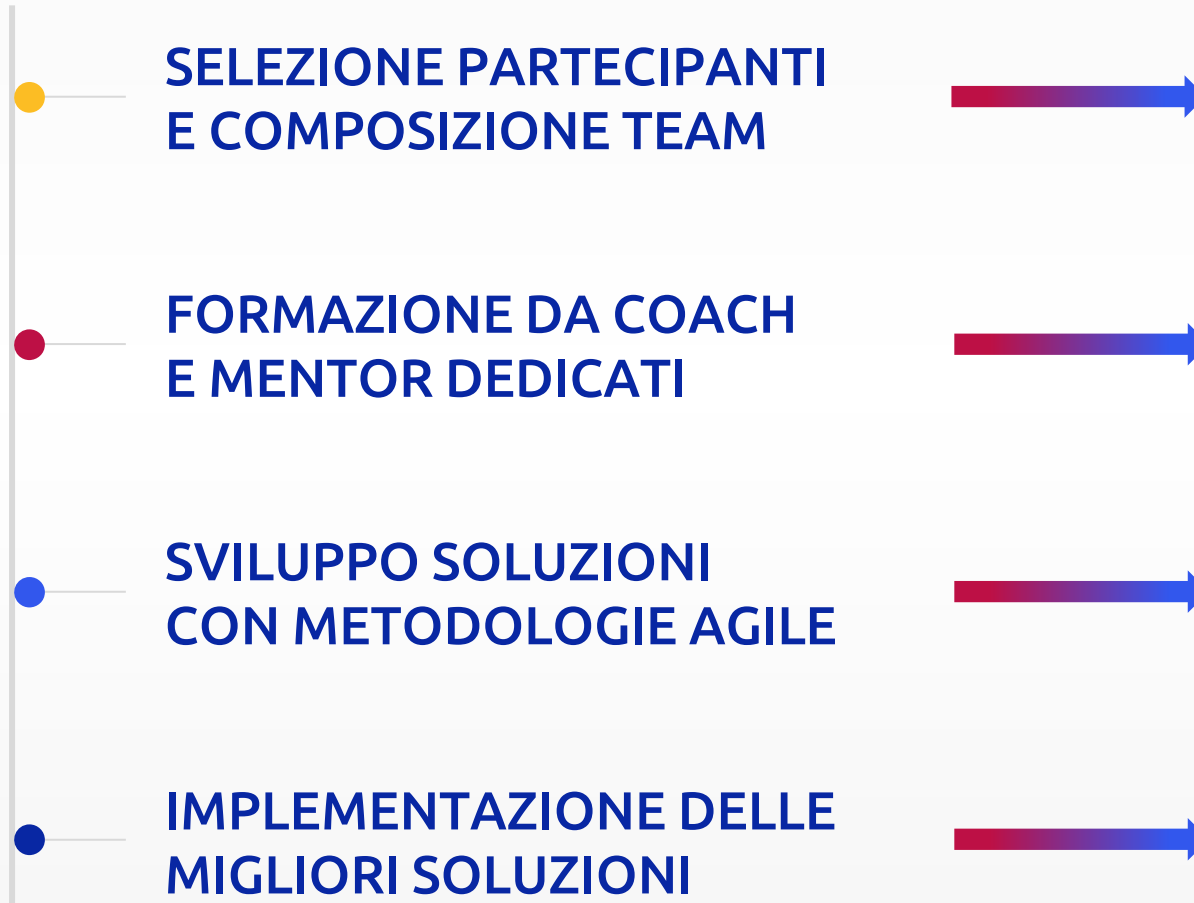 SELEZIONE PARTECIPANTI
E COMPOSIZIONE TEAM
FORMAZIONE DA COACH
E MENTOR DEDICATI
SVILUPPO SOLUZIONI
CON METODOLOGIE AGILE
IMPLEMENTAZIONE DELLE
MIGLIORI SOLUZIONI